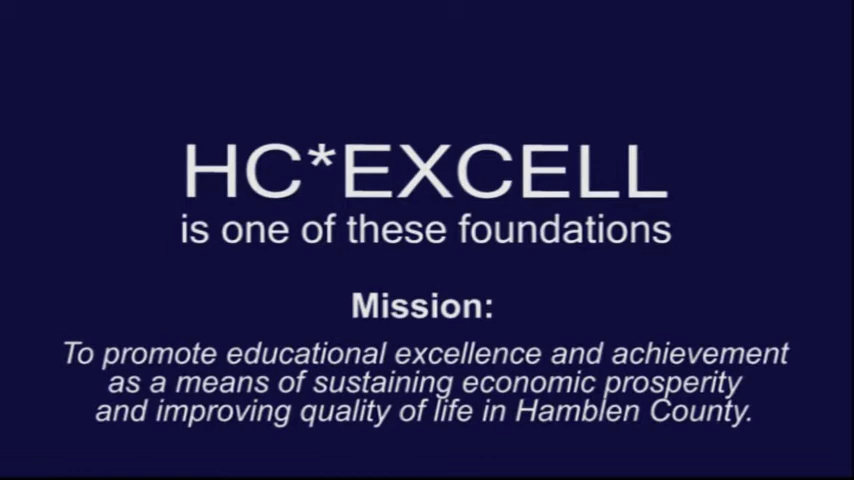 HC*EXCELL
is one of these foundations
Mission:
To promote educational excellence and achievement
as a means of sustaining economic prosperity
and improving quality of life in Hamblen County.